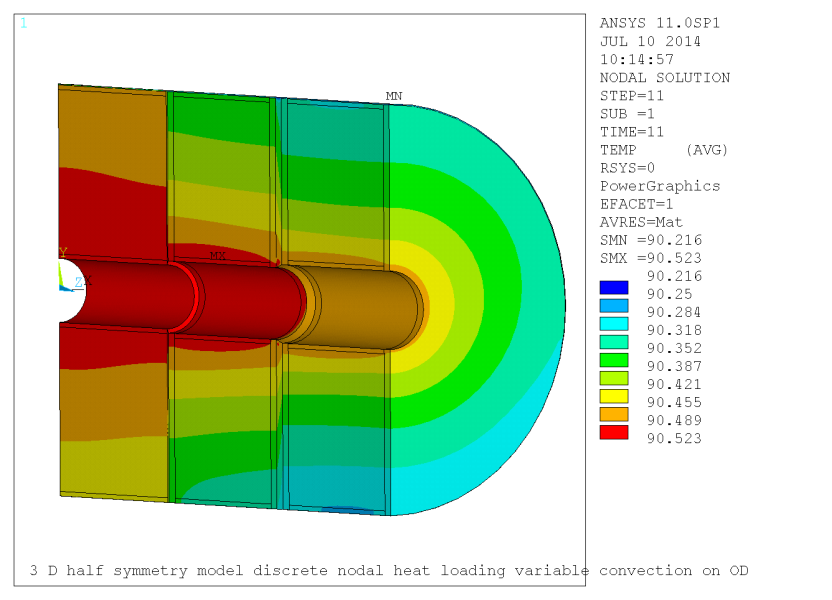 1
ANSYS 11.0SP1
JUL 10 2014
10:14:57
NODAL SOLUTION
STEP=11
SUB =1
TIME=11
TEMP     (AVG)
RSYS=0
PowerGraphics
EFACET=1
AVRES=Mat
SMN =90.216
SMX =90.523
90.216
90.25
90.284
90.318
90.352
90.387
90.421
90.455
90.489
90.523
MN
MX
Y
Z X
3 D half symmetry model discrete nodal heat loading variable convection on OD